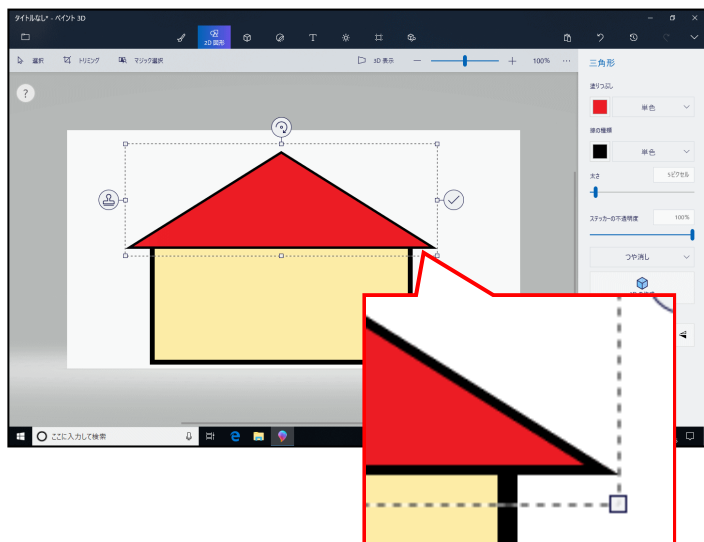 タイトルなし* - ペイント 3D
2D 図形
選択
トリミング
マジック選択
3D 表示
100%
三角形
?
塗りつぶし
単色
線の種類
単色
太さ
5ピクセル
ステッカーの不透明度
100%
つや消し
ここに入力して検索